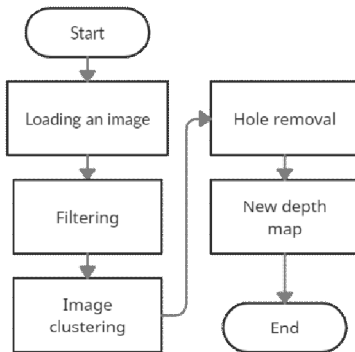 Start
Loading an image
Filtering
Image
clustering
Hole removal
New depth
map
End